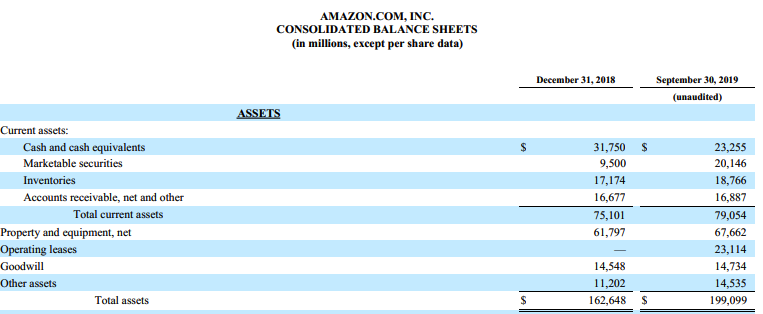 AMAZON.COM, INC.
CONSOLIDATED BALANCE SHEETS
(in millions, except per share data)
December 31, 2018 September 30, 2019
(unaudited)
ASSETS
Current assets:
Cash and cash equivalents $ 31,750 $ 23,255
Marketable securities 9,500 20,146
Inventories 17,174 18,766
Accounts receivable, net and other 16,677 16,887
Total current assets 75,101 79,054
Property and equipment, net 61,797 67,662
Operating leases — 23,114
Goodwill 14,548 14,734
Other assets 11,202 14,535
Total assets $ 162,648 $ 199,099